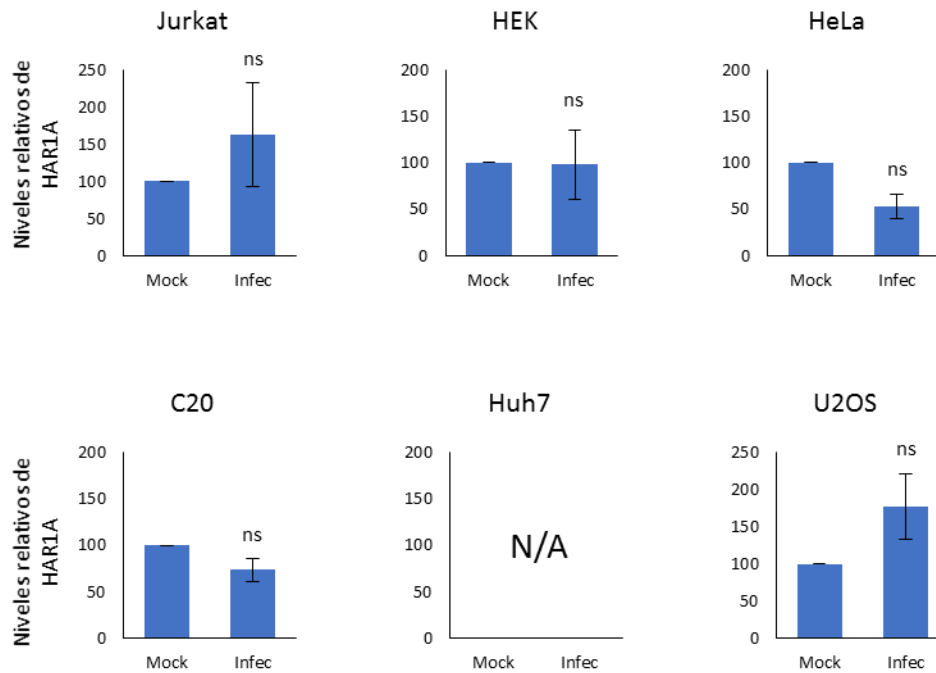 Jurkat
Niveles relativos de
HAR1A
250
200
150
100
50
0
ns
Mock Infec
HEK
200
150
100
50
0
ns
Mock Infec
HeLa
200
150
100
50
0
ns
Mock Infec
C20
Niveles relativos de
HAR1A
200
150
100
50
0
ns
Mock Infec
Huh7
200
150
100
50
0
N/A
Mock Infec
U2OS
250
200
150
100
50
0
ns
Mock Infec